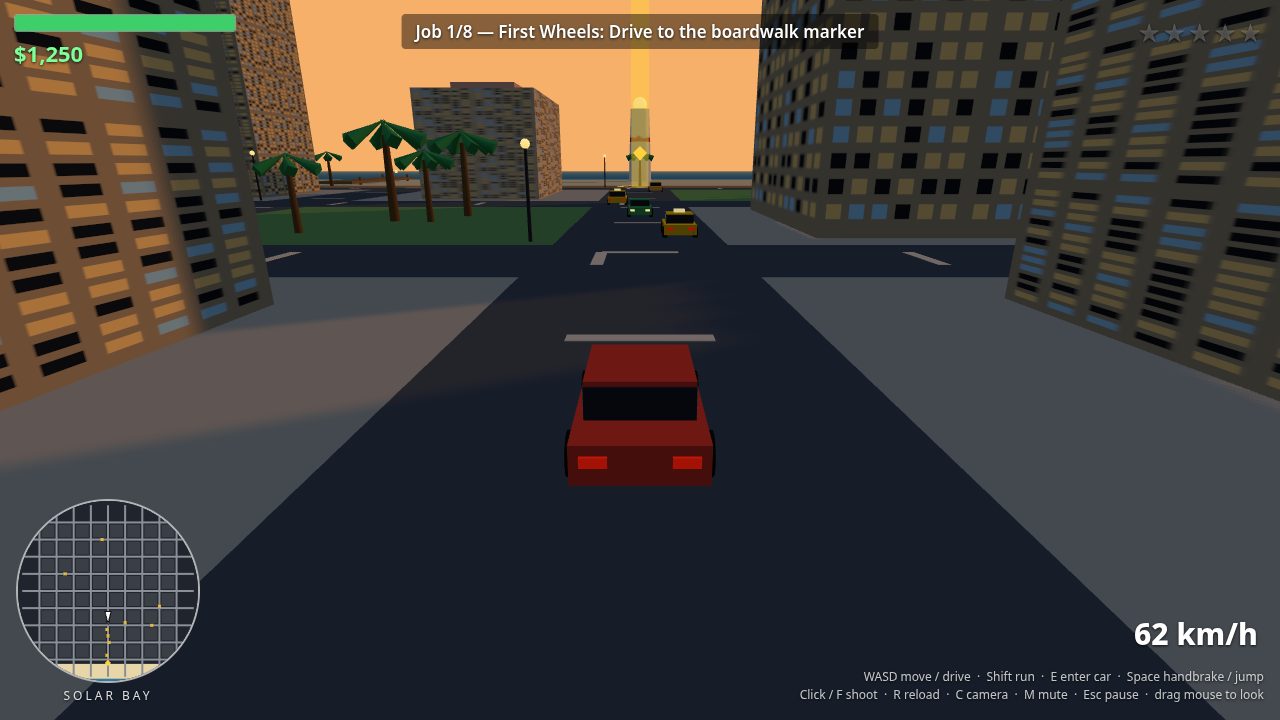 Job 1/8 — First Wheels: Drive to the boardwalk marker
$1,250
62 km/h
WASD move / drive · Shift run · E enter car · Space handbrake / jump
Click / F shoot · R reload · C camera · M mute · Esc pause · drag mouse to look
SOLAR BAY